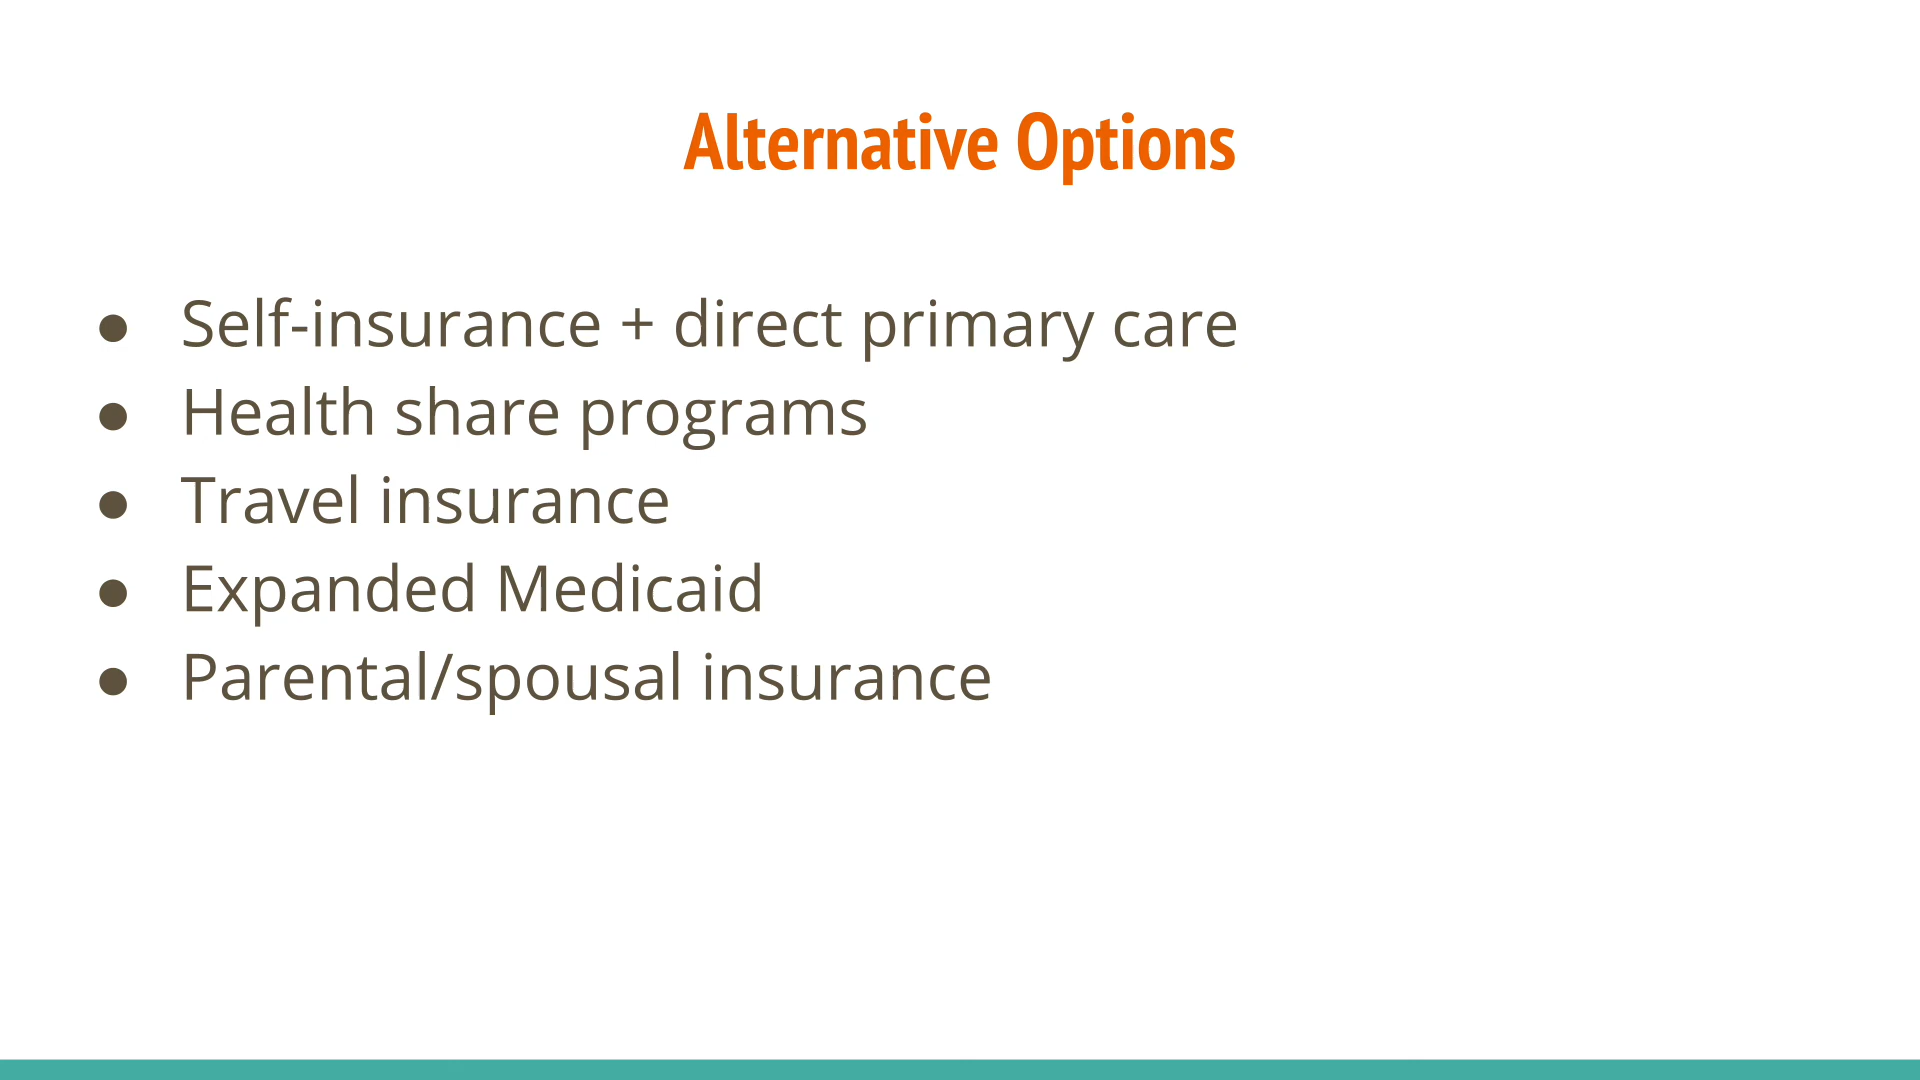 Alternative Options
● Self-insurance + direct primary care
● Health share programs
● Travel insurance
● Expanded Medicaid
● Parental/spousal insurance